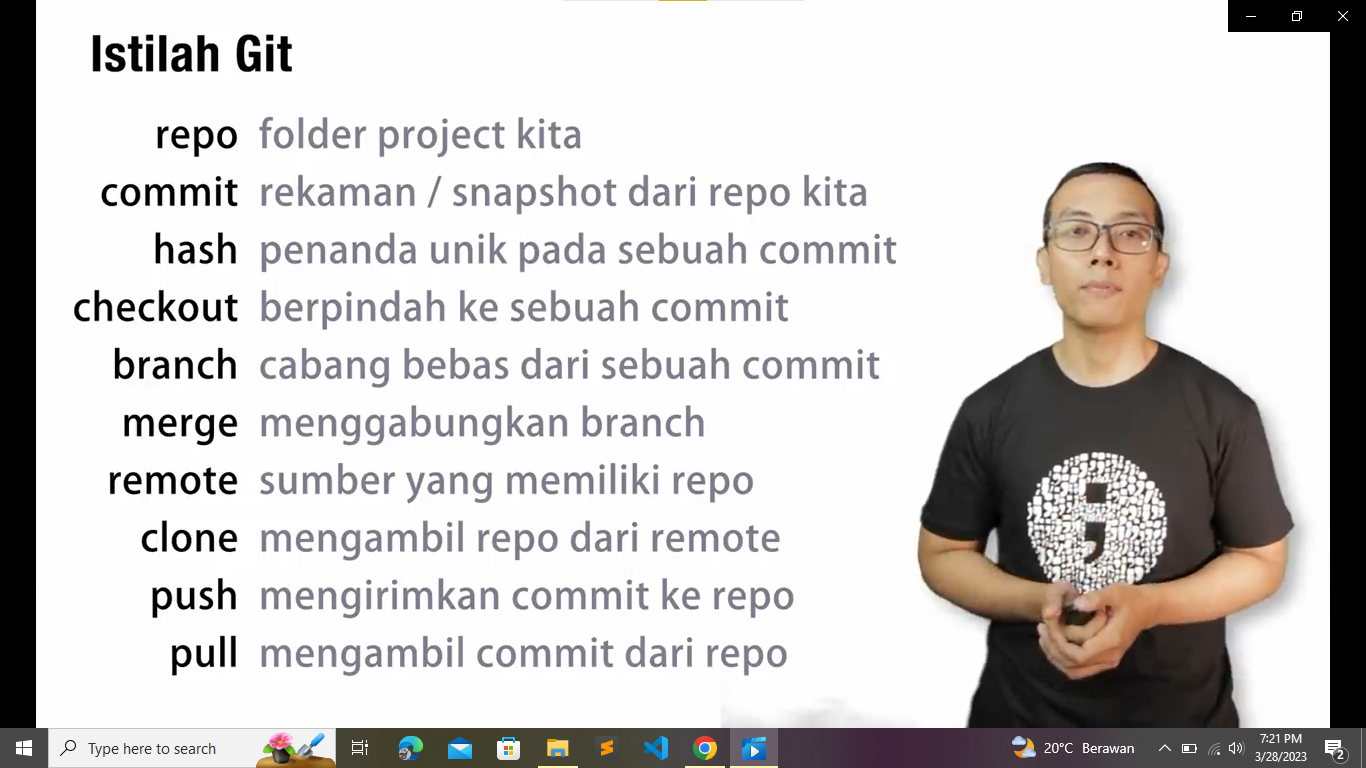 Istilah Git
repo folder project kita
commit rekaman / snapshot dari repo kita
hash penanda unik pada sebuah commit
checkout berpindah ke sebuah commit
branch cabang bebas dari sebuah commit
merge menggabungkan branch
remote sumber yang memiliki repo
clone mengambil repo dari remote
push mengirimkan commit ke repo
pull mengambil commit dari repo
Type here to search
20°C Berawan
7:21 PM
3/28/2023
2